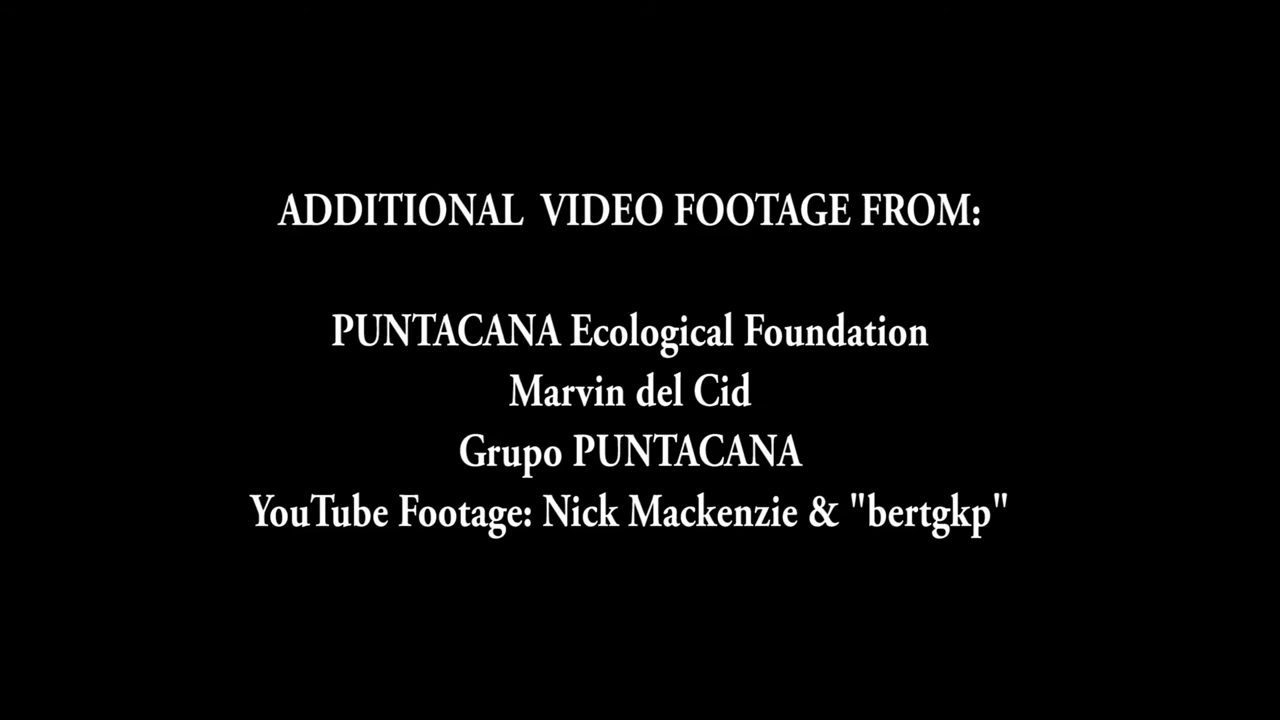 ADDITIONAL  VIDEO FOOTAGE FROM:
PUNTACANA Ecological Foundation
Marvin del Cid
Grupo PUNTACANA
YouTube Footage: Nick Mackenzie & "bertgkp"